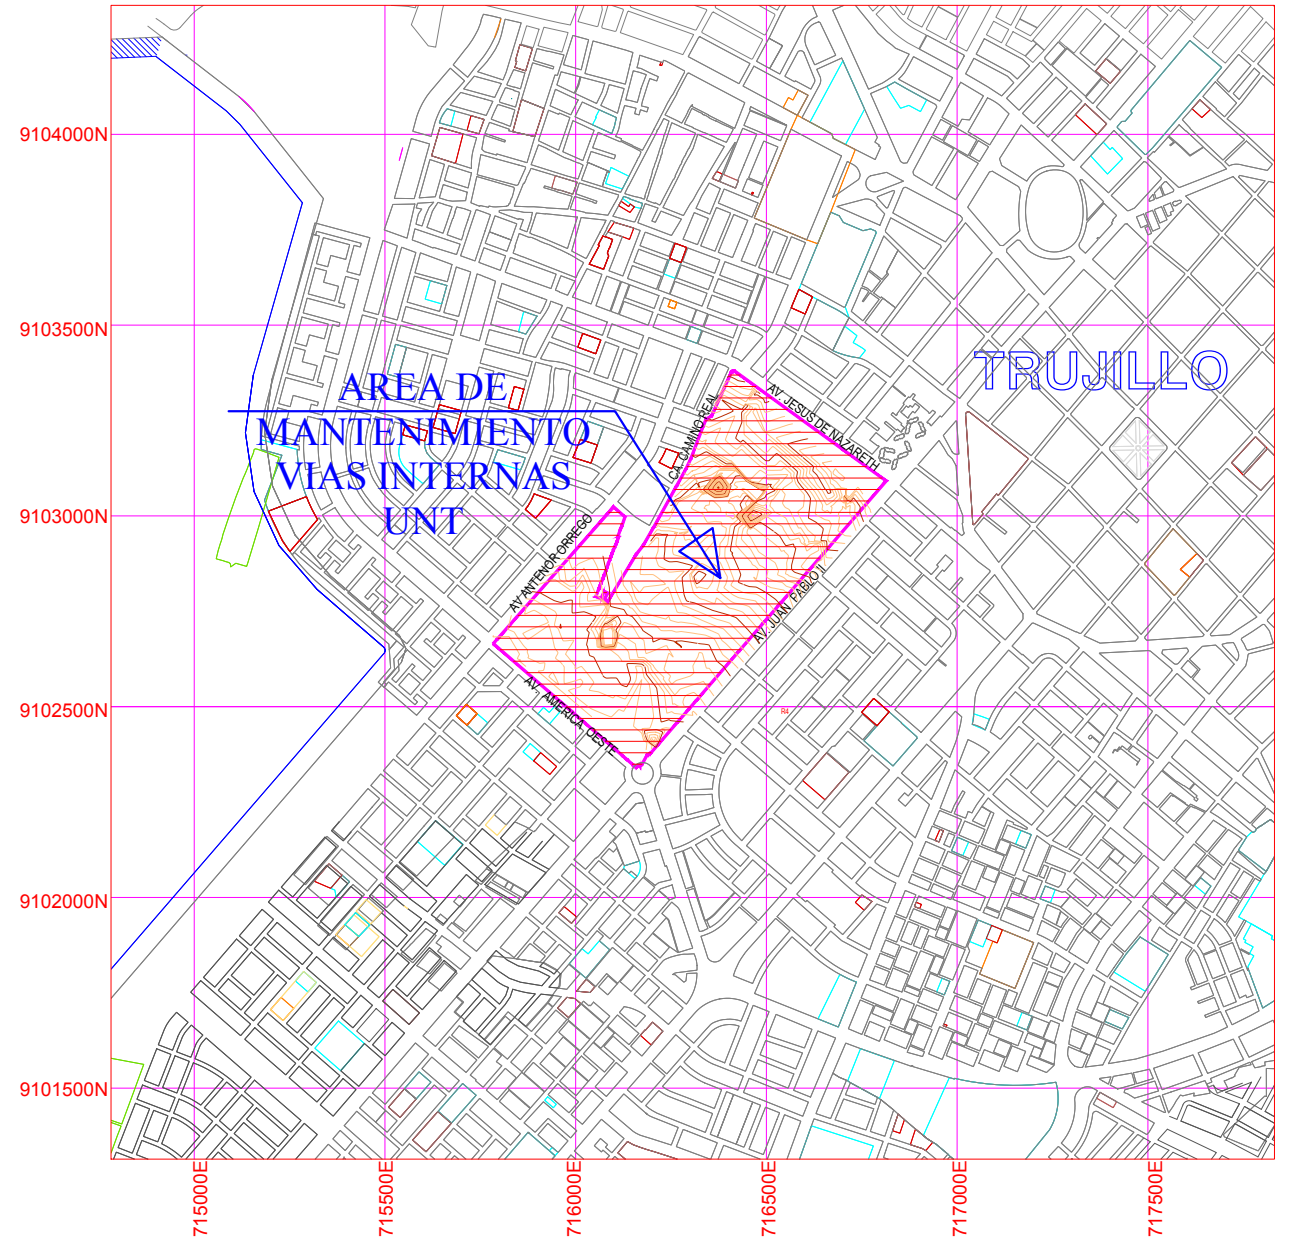 9104000N
9103500N
TRUJILLO
AREA DE
MANTENIMIENTO
VIAS INTERNAS
UNT
CA. CAMINO REAL
AV. JESUS DE NAZARETH
9103000N
AV ANTENOR ORREGO
AV. JUAN PABLO II
AV. AMERICA OESTE
R4
9102500N
9102000N
9101500N
715000E
715500E
716000E
716500E
717000E
717500E